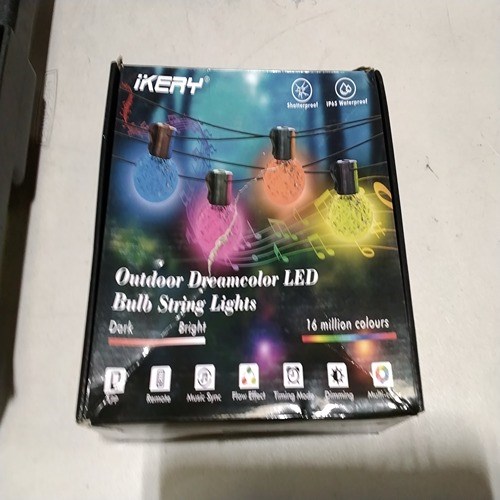 iKERY®
Shatterproof
IP65 Waterproof
Outdoor Dreamcolor LED
Bulb String Lights
Dark
Bright
16 million colours
APP
Remote
Music Sync
Flow Effect
Timing Mode
Dimming